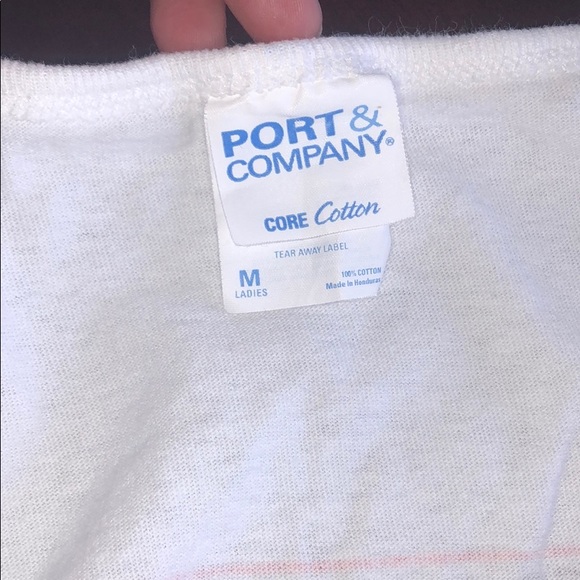 PORT &
COMPANY®
CORE Cotton
TEAR AWAY LABEL
M
LADIES
100% COTTON
Made in Honduras